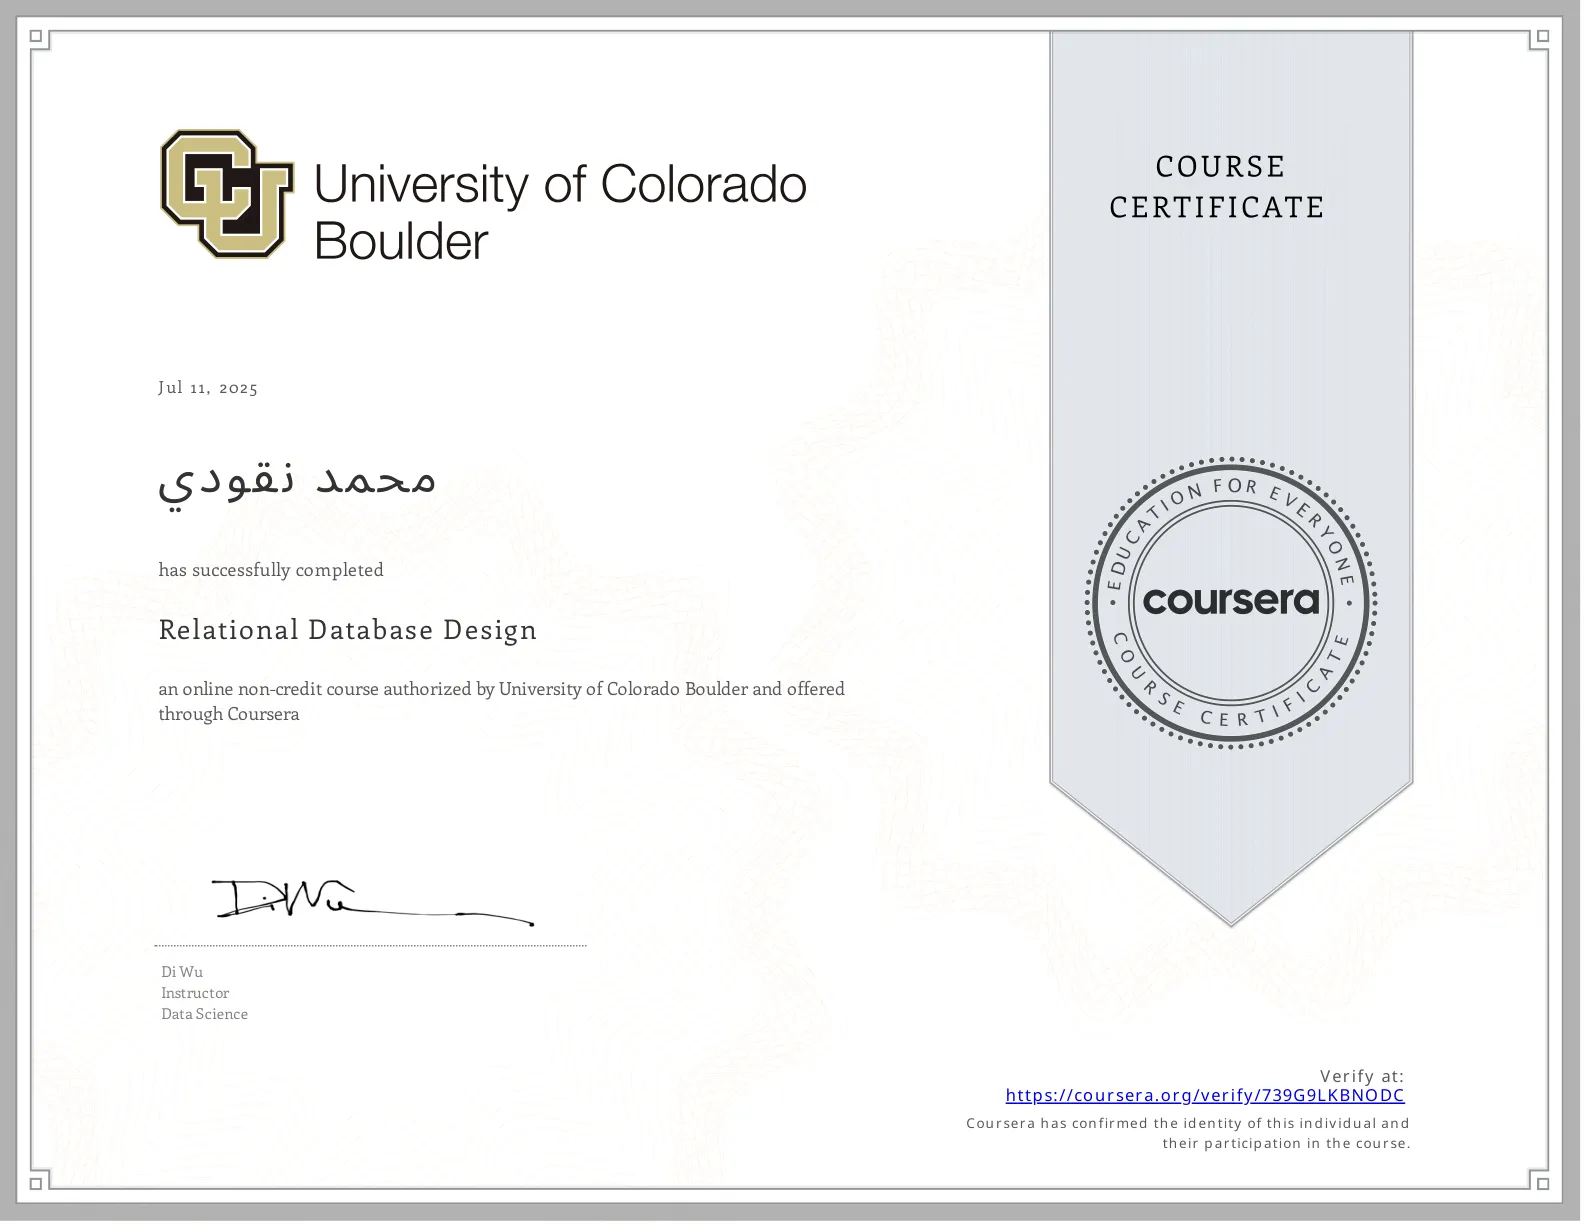 CU
University of Colorado
Boulder
COURSE
CERTIFICATE
Jul 11, 2025
محمد نقودي
has successfully completed
Relational Database Design
an online non-credit course authorized by University of Colorado Boulder and offered
through Coursera
EDUCATION FOR EVERYONE
coursera
COURSE CERTIFICATE
Di Wu
Di Wu
Instructor
Data Science
Verify at:
https://coursera.org/verify/739G9LKBNODC
Coursera has confirmed the identity of this individual and
their participation in the course.